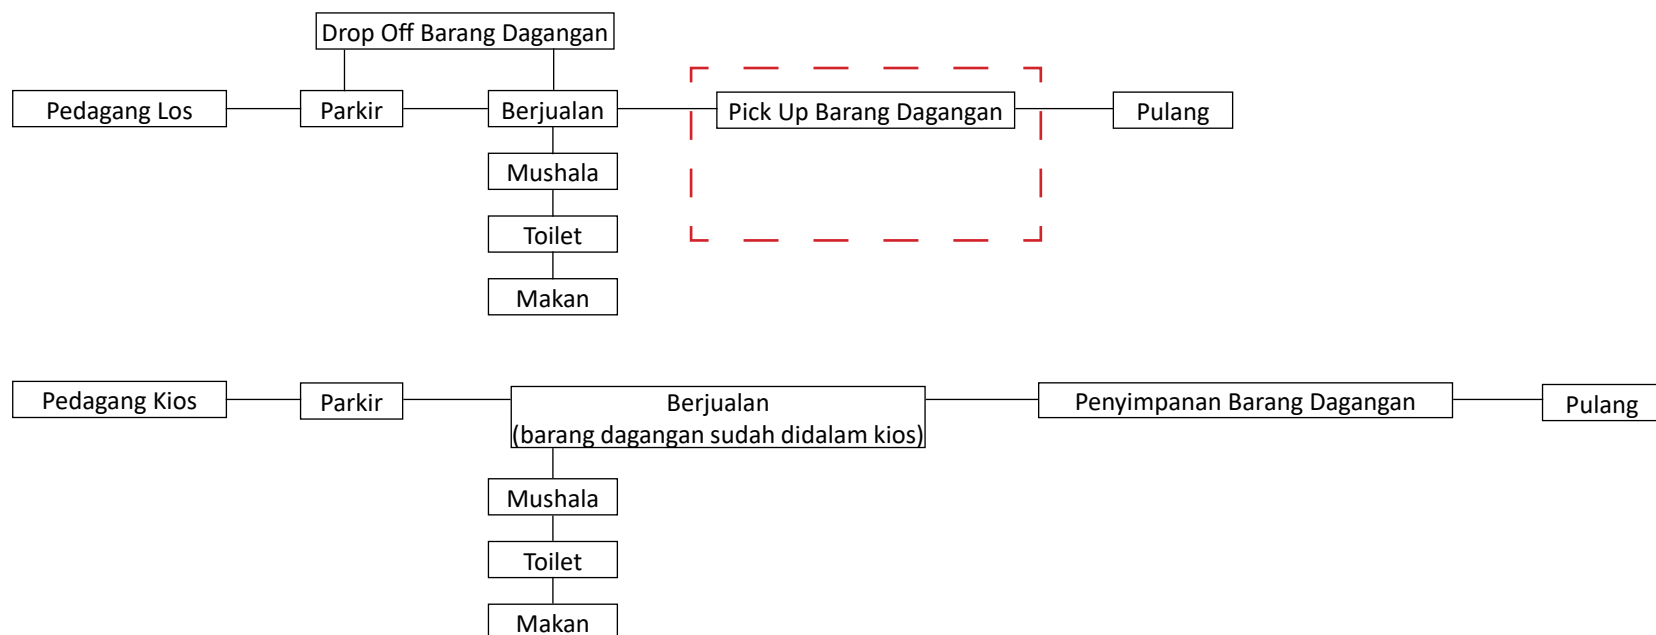 Drop Off Barang Dagangan
Pedagang Los
Parkir
Berjualan
Pick Up Barang Dagangan
Pulang
Mushala
Toilet
Makan
Pedagang Kios
Parkir
Berjualan
(barang dagangan sudah didalam kios)
Penyimpanan Barang Dagangan
Pulang
Mushala
Toilet
Makan